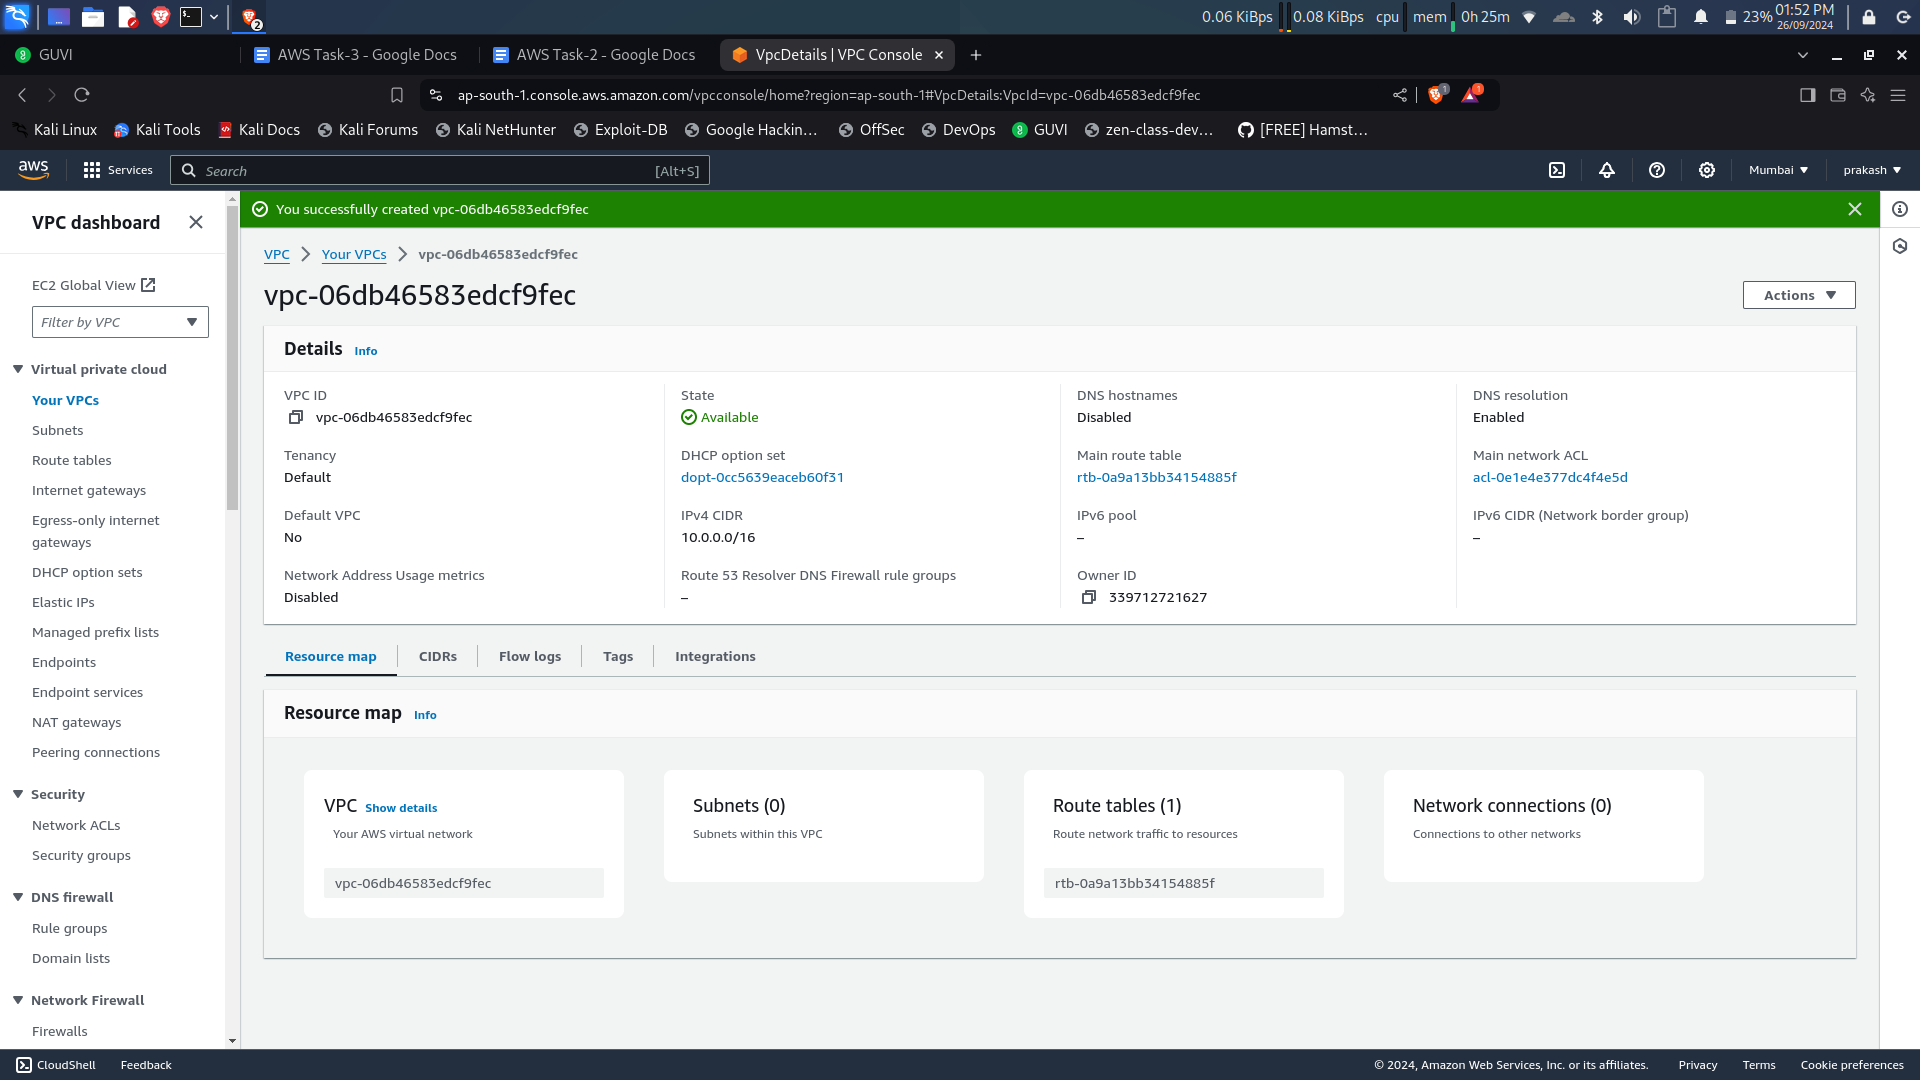 0.06 KiBps 0.08 KiBps cpu mem 0h 25m 23% 01:52 PM
26/09/2024
2
GUVI AWS Task-3 - Google Docs AWS Task-2 - Google Docs VpcDetails | VPC Console
ap-south-1.console.aws.amazon.com/vpcconsole/home?region=ap-south-1#VpcDetails:VpcId=vpc-06db46583edcf9fec 1 1
Kali Linux Kali Tools Kali Docs Kali Forums Kali NetHunter Exploit-DB Google Hackin... OffSec DevOps GUVI zen-class-dev... [FREE] Hamst...
aws Services Search [Alt+S] Mumbai prakash
VPC dashboard
EC2 Global View
Filter by VPC
Virtual private cloud
Your VPCs
Subnets
Route tables
Internet gateways
Egress-only internet
gateways
DHCP option sets
Elastic IPs
Managed prefix lists
Endpoints
Endpoint services
NAT gateways
Peering connections
Security
Network ACLs
Security groups
DNS firewall
Rule groups
Domain lists
Network Firewall
Firewalls
You successfully created vpc-06db46583edcf9fec
VPC Your VPCs vpc-06db46583edcf9fec
vpc-06db46583edcf9fec
Actions
Details Info
VPC ID
vpc-06db46583edcf9fec
State
Available
DNS hostnames
Disabled
DNS resolution
Enabled
Tenancy
Default
DHCP option set
dopt-0cc5639eaceb60f31
Main route table
rtb-0a9a13bb34154885f
Main network ACL
acl-0e1e4e377dc4f4e5d
Default VPC
No
IPv4 CIDR
10.0.0.0/16
IPv6 pool
–
IPv6 CIDR (Network border group)
–
Network Address Usage metrics
Disabled
Route 53 Resolver DNS Firewall rule groups
–
Owner ID
339712721627
Resource map CIDRs Flow logs Tags Integrations
Resource map Info
VPC Show details
Your AWS virtual network
vpc-06db46583edcf9fec
Subnets (0)
Subnets within this VPC
Route tables (1)
Route network traffic to resources
rtb-0a9a13bb34154885f
Network connections (0)
Connections to other networks
CloudShell Feedback © 2024, Amazon Web Services, Inc. or its affiliates. Privacy Terms Cookie preferences